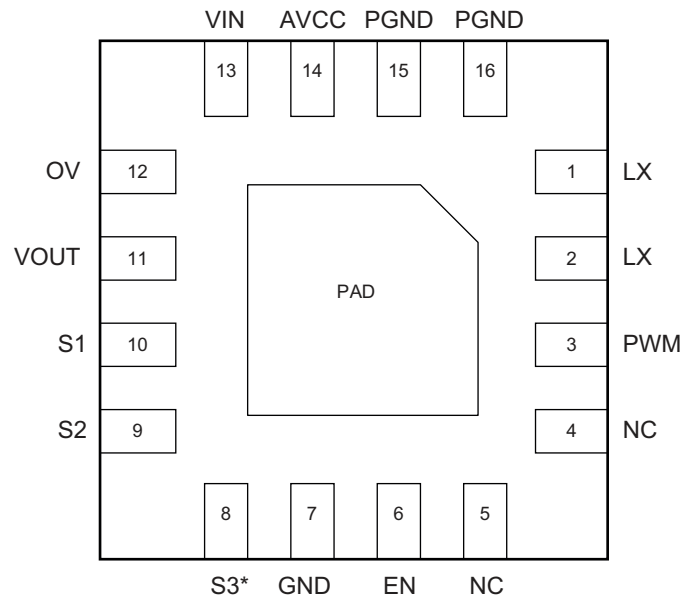 VIN AVCC PGND PGND
13 14 15 16
OV 12 1 LX
VOUT 11 2 LX
PAD
S1 10 3 PWM
S2 9 4 NC
8 7 6 5
S3* GND EN NC